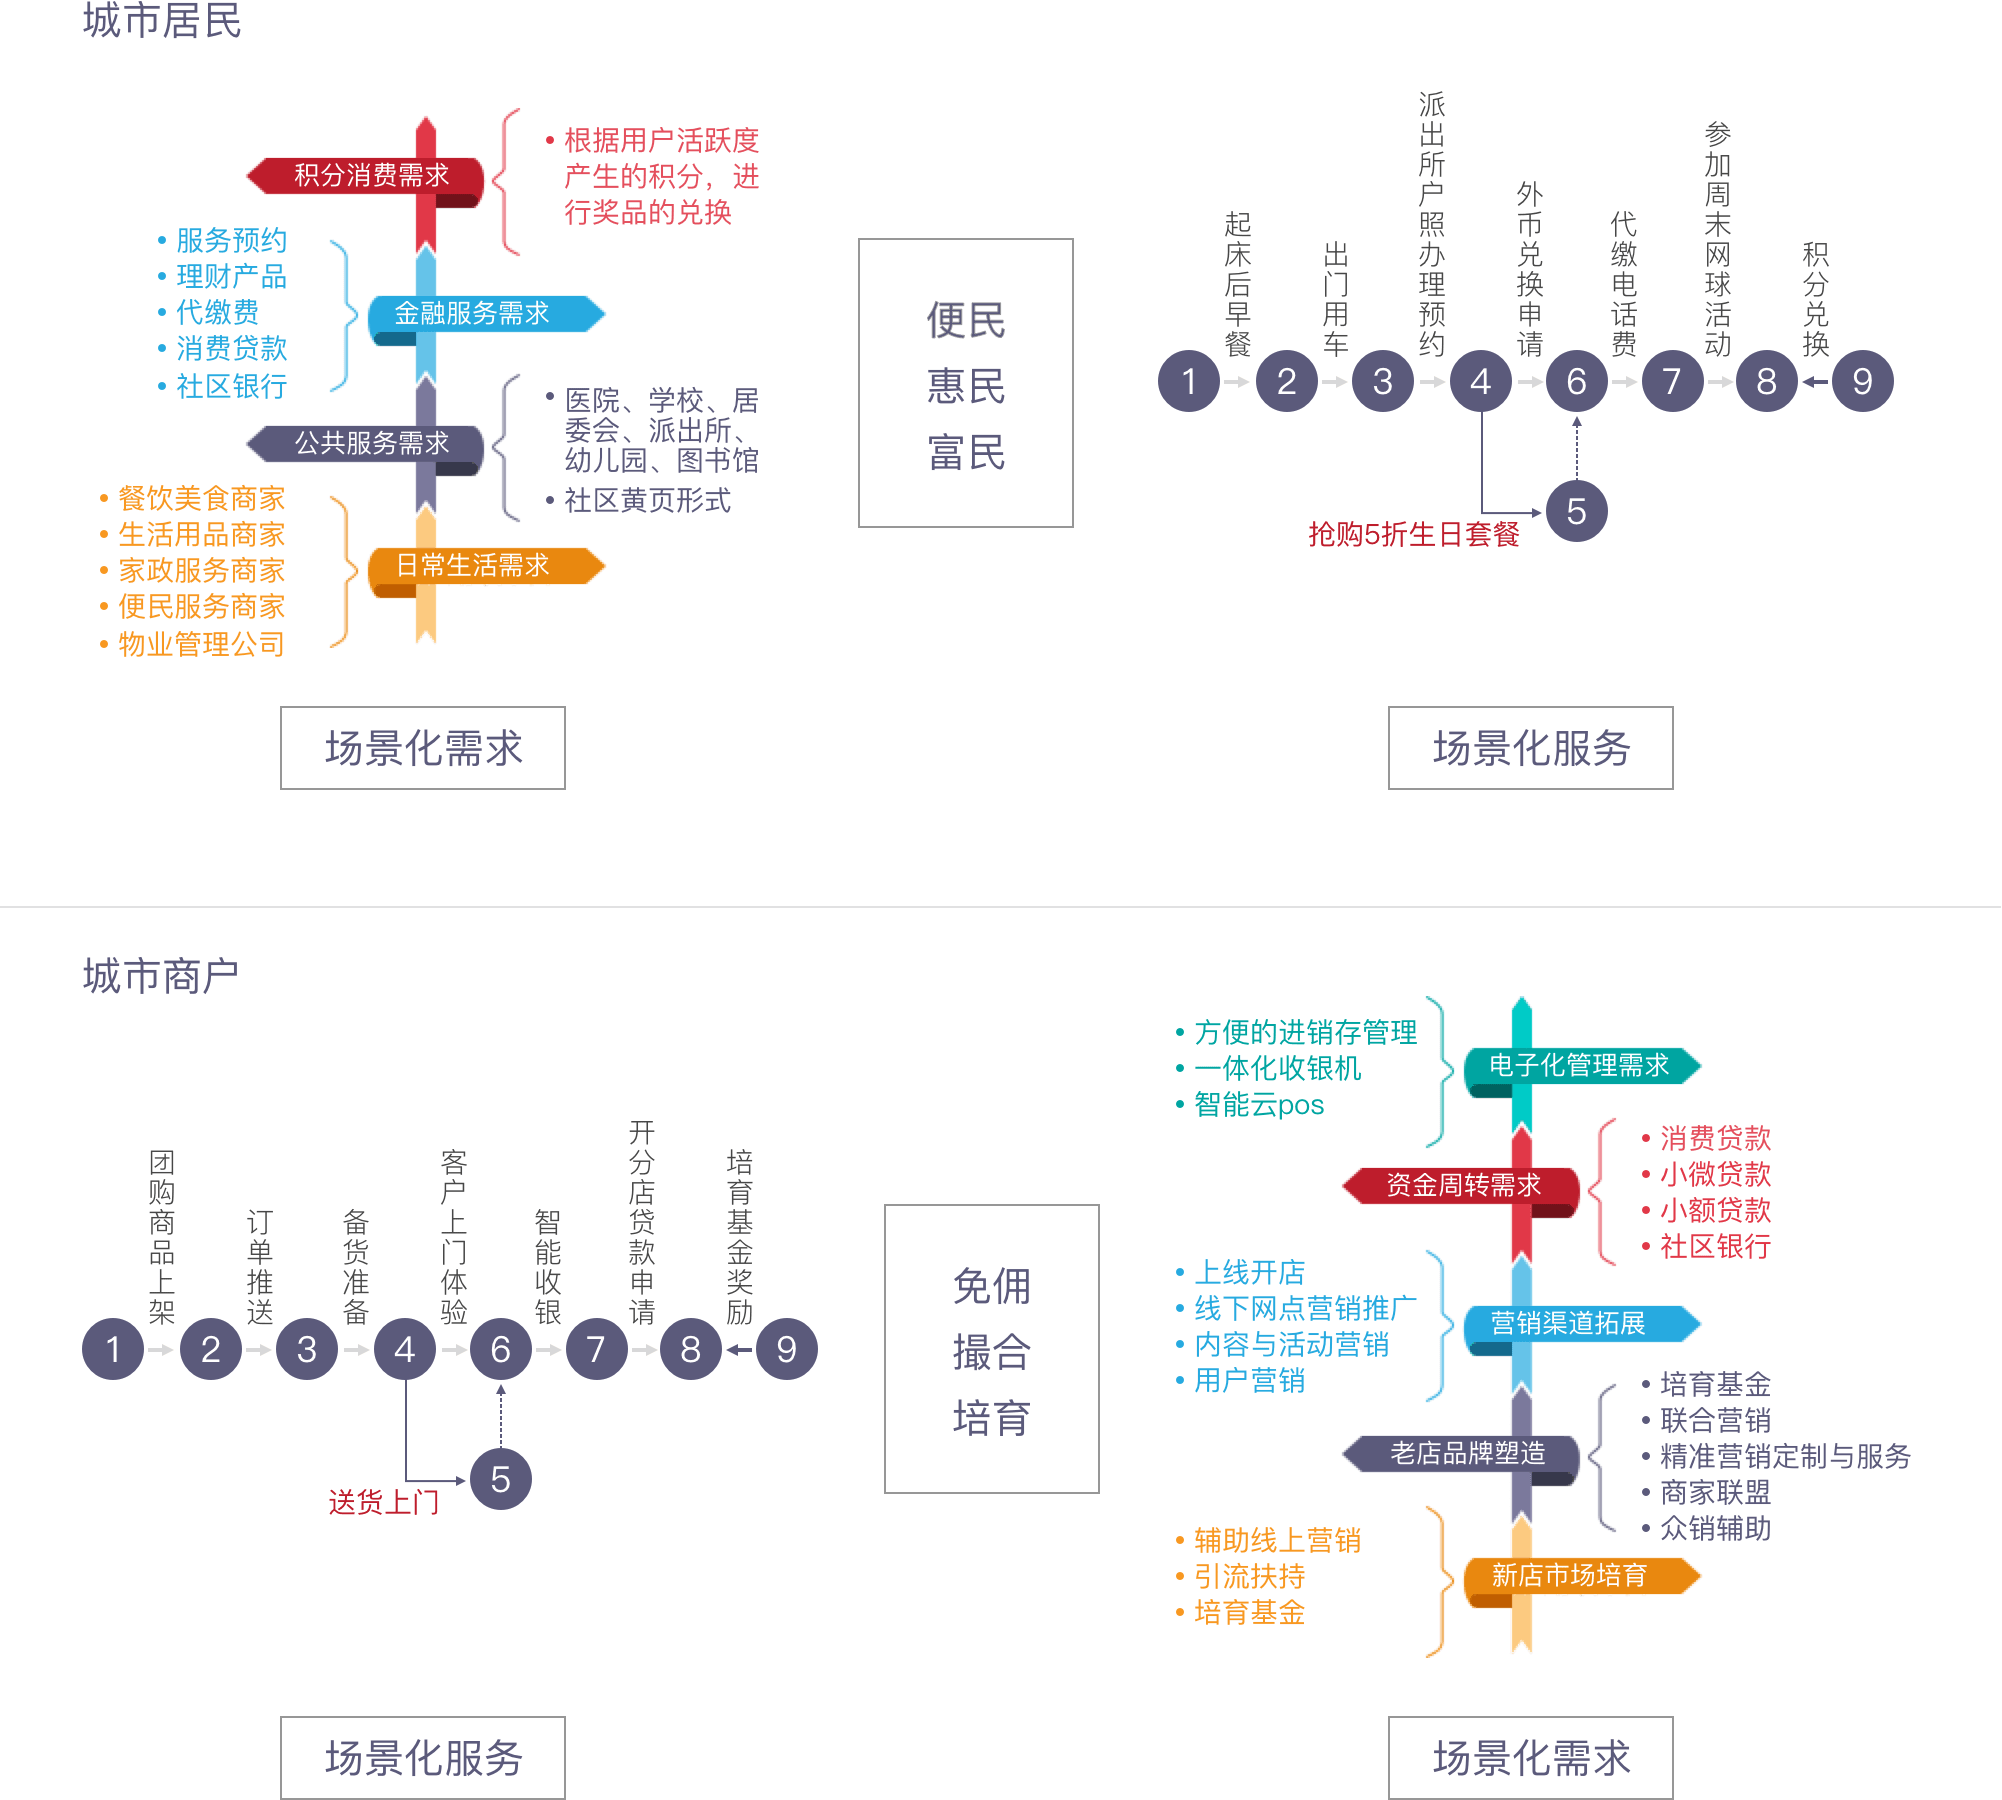 城市居民
积分消费需求
根据用户活跃度
产生的积分，进
行奖品的兑换
服务预约
理财产品
代缴费
消费贷款
社区银行
金融服务需求
公共服务需求
医院、学校、居
委会、派出所、
幼儿园、图书馆
社区黄页形式
餐饮美食商家
生活用品商家
家政服务商家
便民服务商家
物业管理公司
日常生活需求
场景化需求
便民
惠民
富民
起床后早餐
出门用车
派出所户照办理预约
外币兑换申请
代缴电话费
参加周末网球活动
积分兑换
1
2
3
4
6
7
8
9
5
抢购5折生日套餐
场景化服务
城市商户
团购商品上架
订单推送
备货准备
客户上门体验
智能收银
开分店贷款申请
培育基金奖励
1
2
3
4
6
7
8
9
5
送货上门
场景化服务
免佣
撮合
培育
方便的进销存管理
一体化收银机
智能云pos
电子化管理需求
资金周转需求
消费贷款
小微贷款
小额贷款
社区银行
上线开店
线下网点营销推广
内容与活动营销
用户营销
营销渠道拓展
老店品牌塑造
培育基金
联合营销
精准营销定制与服务
商家联盟
众销辅助
辅助线上营销
引流扶持
培育基金
新店市场培育
场景化需求